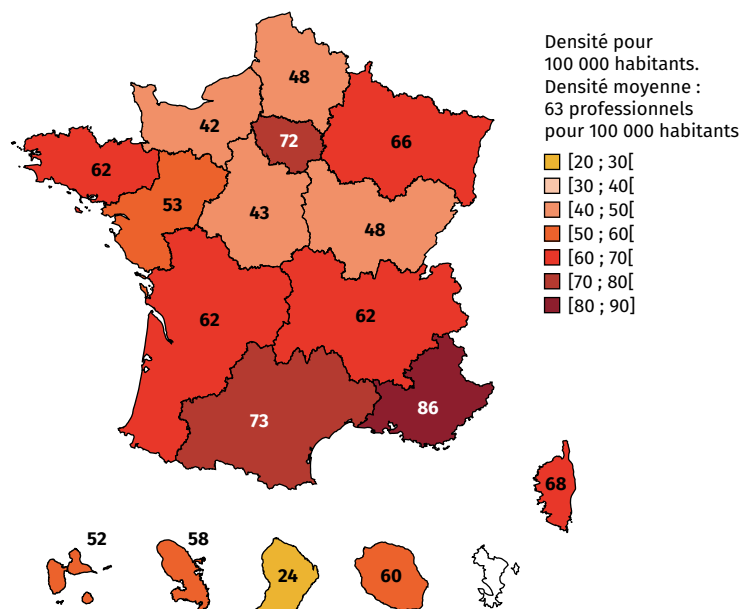 Densité pour
100 000 habitants.
Densité moyenne :
63 professionnels
pour 100 000 habitants
[20 ; 30[
[30 ; 40[
[40 ; 50[
[50 ; 60[
[60 ; 70[
[70 ; 80[
[80 ; 90]
48
42
72
66
62
53
43
48
62
62
73
86
68
52
58
24
60